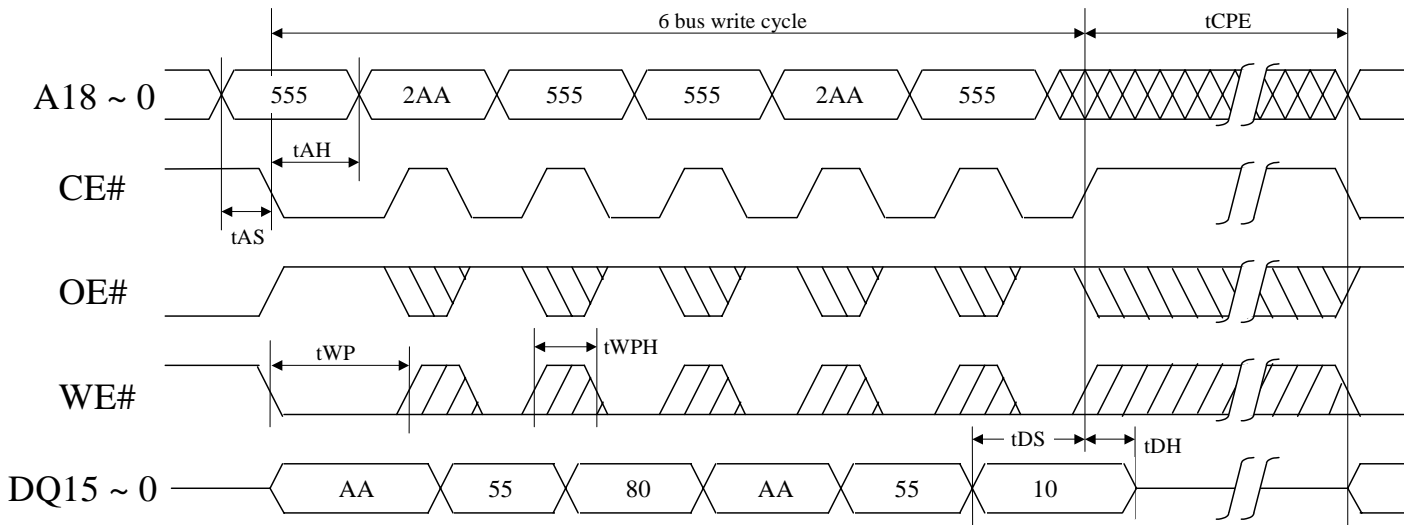 6 bus write cycle
tCPE
A18 ~ 0
555
2AA
555
555
2AA
555
tAH
CE#
tAS
OE#
tWP
tWPH
WE#
tDS
tDH
DQ15 ~ 0
AA
55
80
AA
55
10